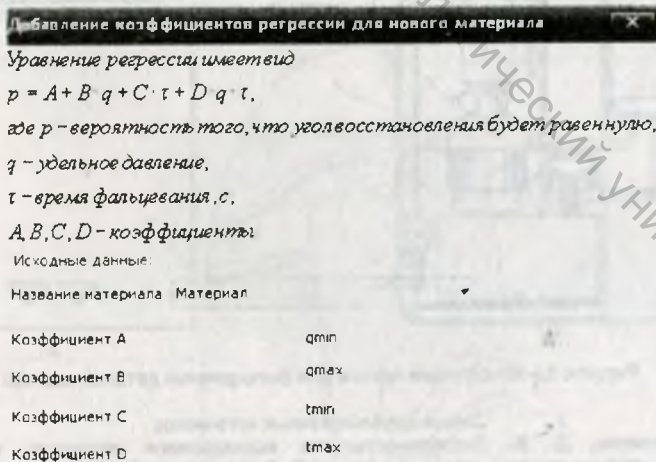 Добавление коэффициентов регрессии для нового материала
Уравнение регрессии имеет вид
p = A + B q + C · τ + D q τ,
где p – вероятность того, что угол восстановления будет равен нулю,
q – удельное давление,
τ – время фальцевания, с,
A, B, C, D – коэффициенты
Исходные данные:
Название материала Материал
Коэффициент A qmin
Коэффициент B qmax
Коэффициент C tmin
Коэффициент D tmax